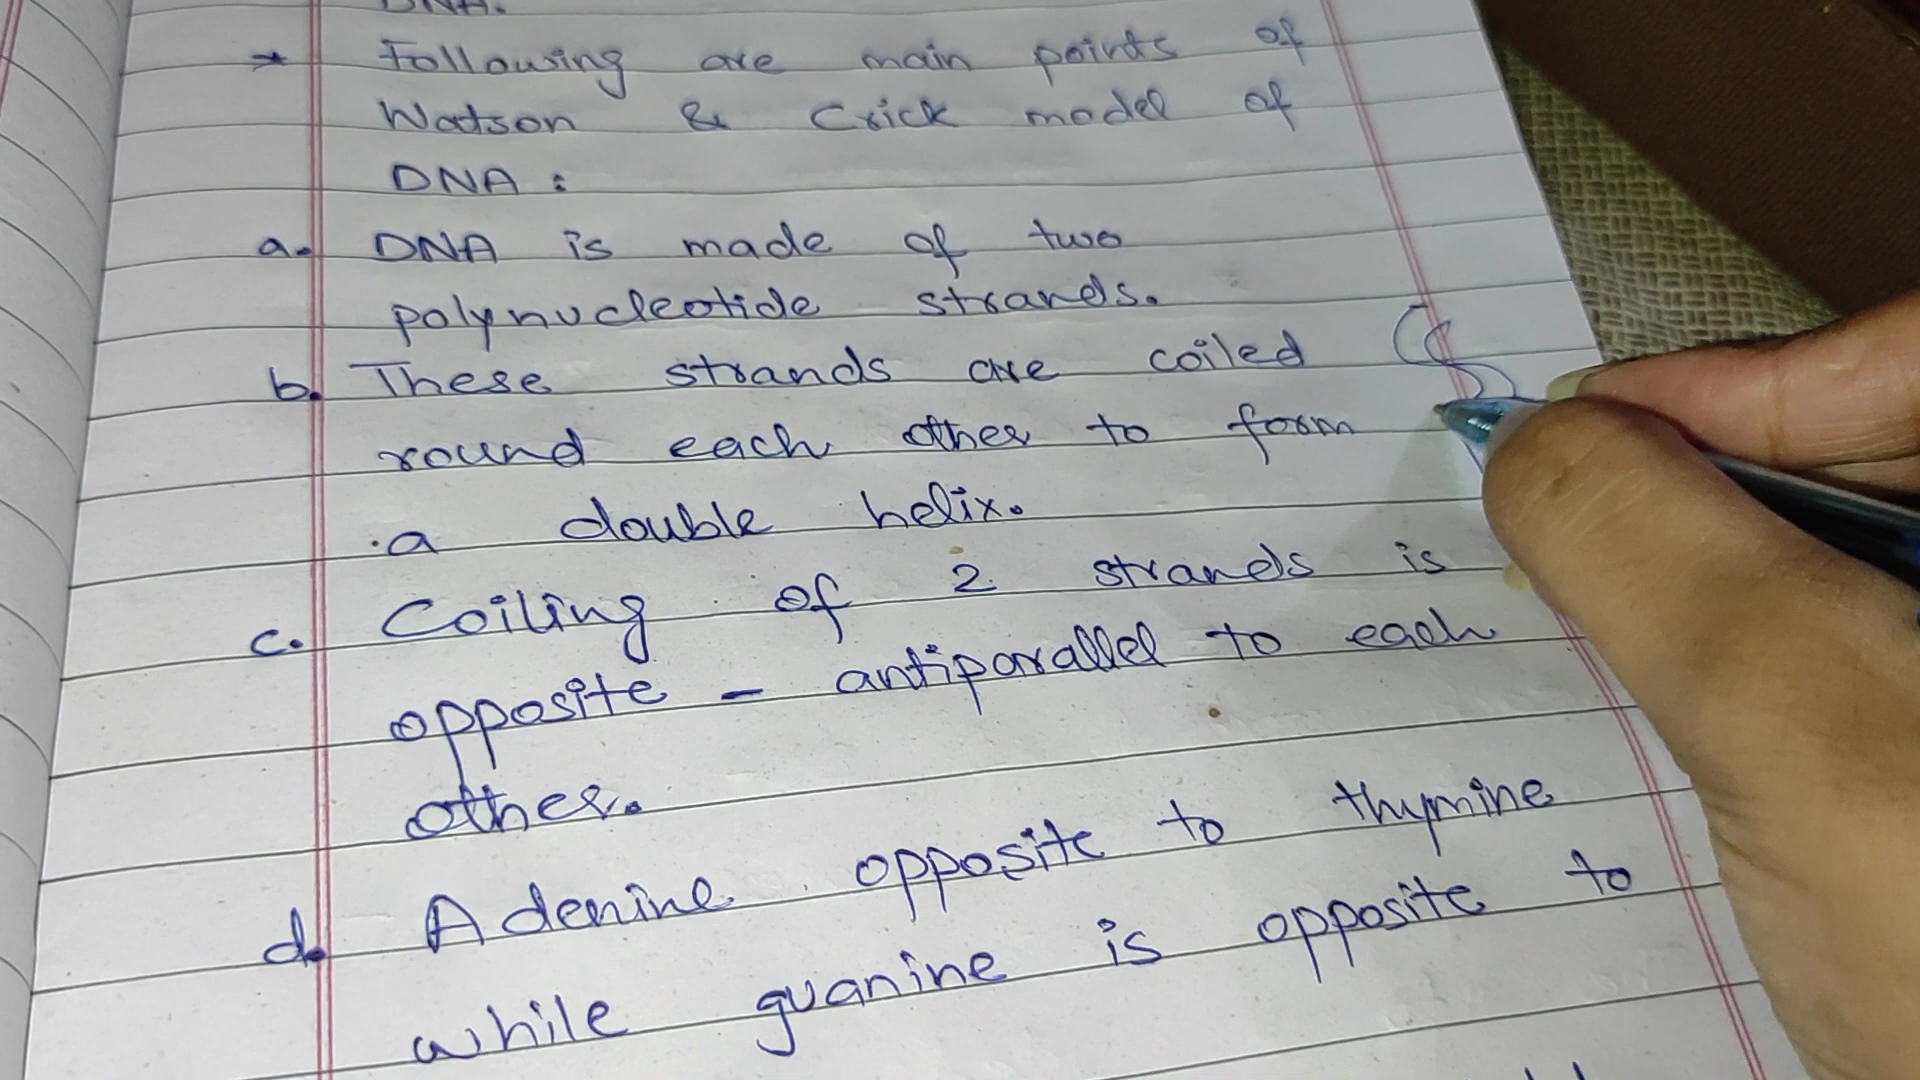 DNA.
* Following are main points of
Watson & Crick model of
DNA :
a. DNA is made of two
polynucleotide strands.
b. These strands are coiled
round each other to form
a double helix.
c. Coiling of 2 strands is
opposite - antiparallel to each
other.
d. Adenine opposite to thymine
while guanine is opposite to